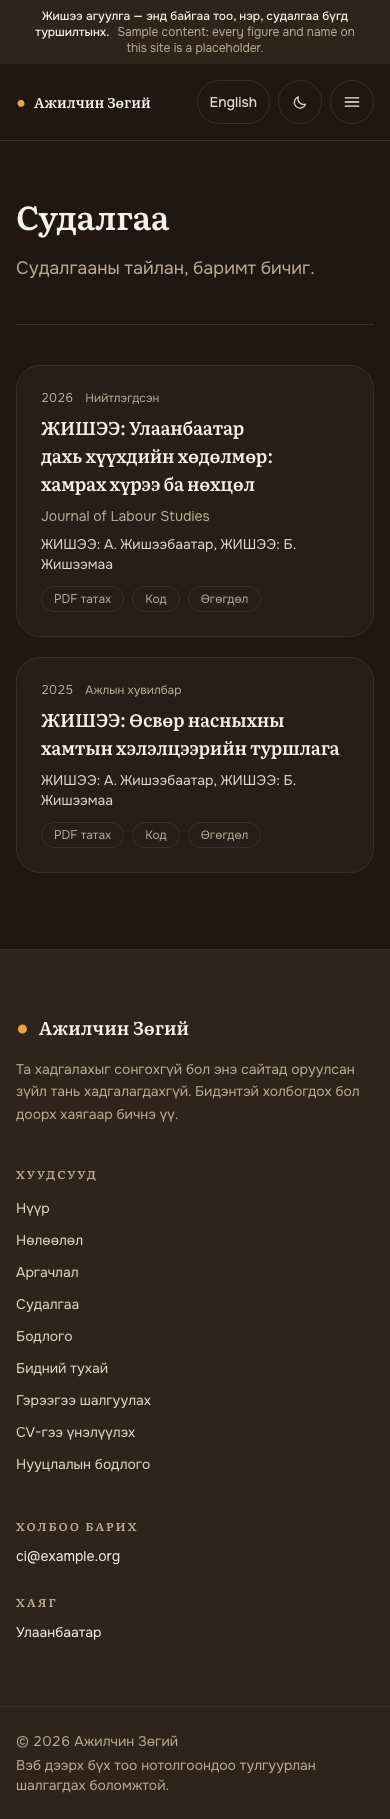 Жишээ агуулга — энд байгаа тоо, нэр, судалгаа бүгд
туршилтынх. Sample content: every figure and name on
this site is a placeholder.
Ажилчин Зөгий
English
Судалгаа
Судалгааны тайлан, баримт бичиг.
2026 Нийтлэгдсэн
ЖИШЭЭ: Улаанбаатар
дахь хүүхдийн хөдөлмөр:
хамрах хүрээ ба нөхцөл
Journal of Labour Studies
ЖИШЭЭ: А. Жишээбаатар, ЖИШЭЭ: Б.
Жишээмаа
PDF татах Код Өгөгдөл
2025 Ажлын хувилбар
ЖИШЭЭ: Өсвөр насныхны
хамтын хэлэлцээрийн туршлага
ЖИШЭЭ: А. Жишээбаатар, ЖИШЭЭ: Б.
Жишээмаа
PDF татах Код Өгөгдөл
Ажилчин Зөгий
Та хадгалахыг сонгохгүй бол энэ сайтад оруулсан
зүйл тань хадгалагдахгүй. Бидэнтэй холбогдох бол
доорх хаягаар бичнэ үү.
ХУУДСУУД
Нүүр
Нөлөөлөл
Аргачлал
Судалгаа
Бодлого
Бидний тухай
Гэрээгээ шалгуулах
CV-гээ үнэлүүлэх
Нууцлалын бодлого
ХОЛБОО БАРИХ
ci@example.org
ХАЯГ
Улаанбаатар
© 2026 Ажилчин Зөгий
Вэб дээрх бүх тоо нотолгоондоо тулгуурлан
шалгагдах боломжтой.